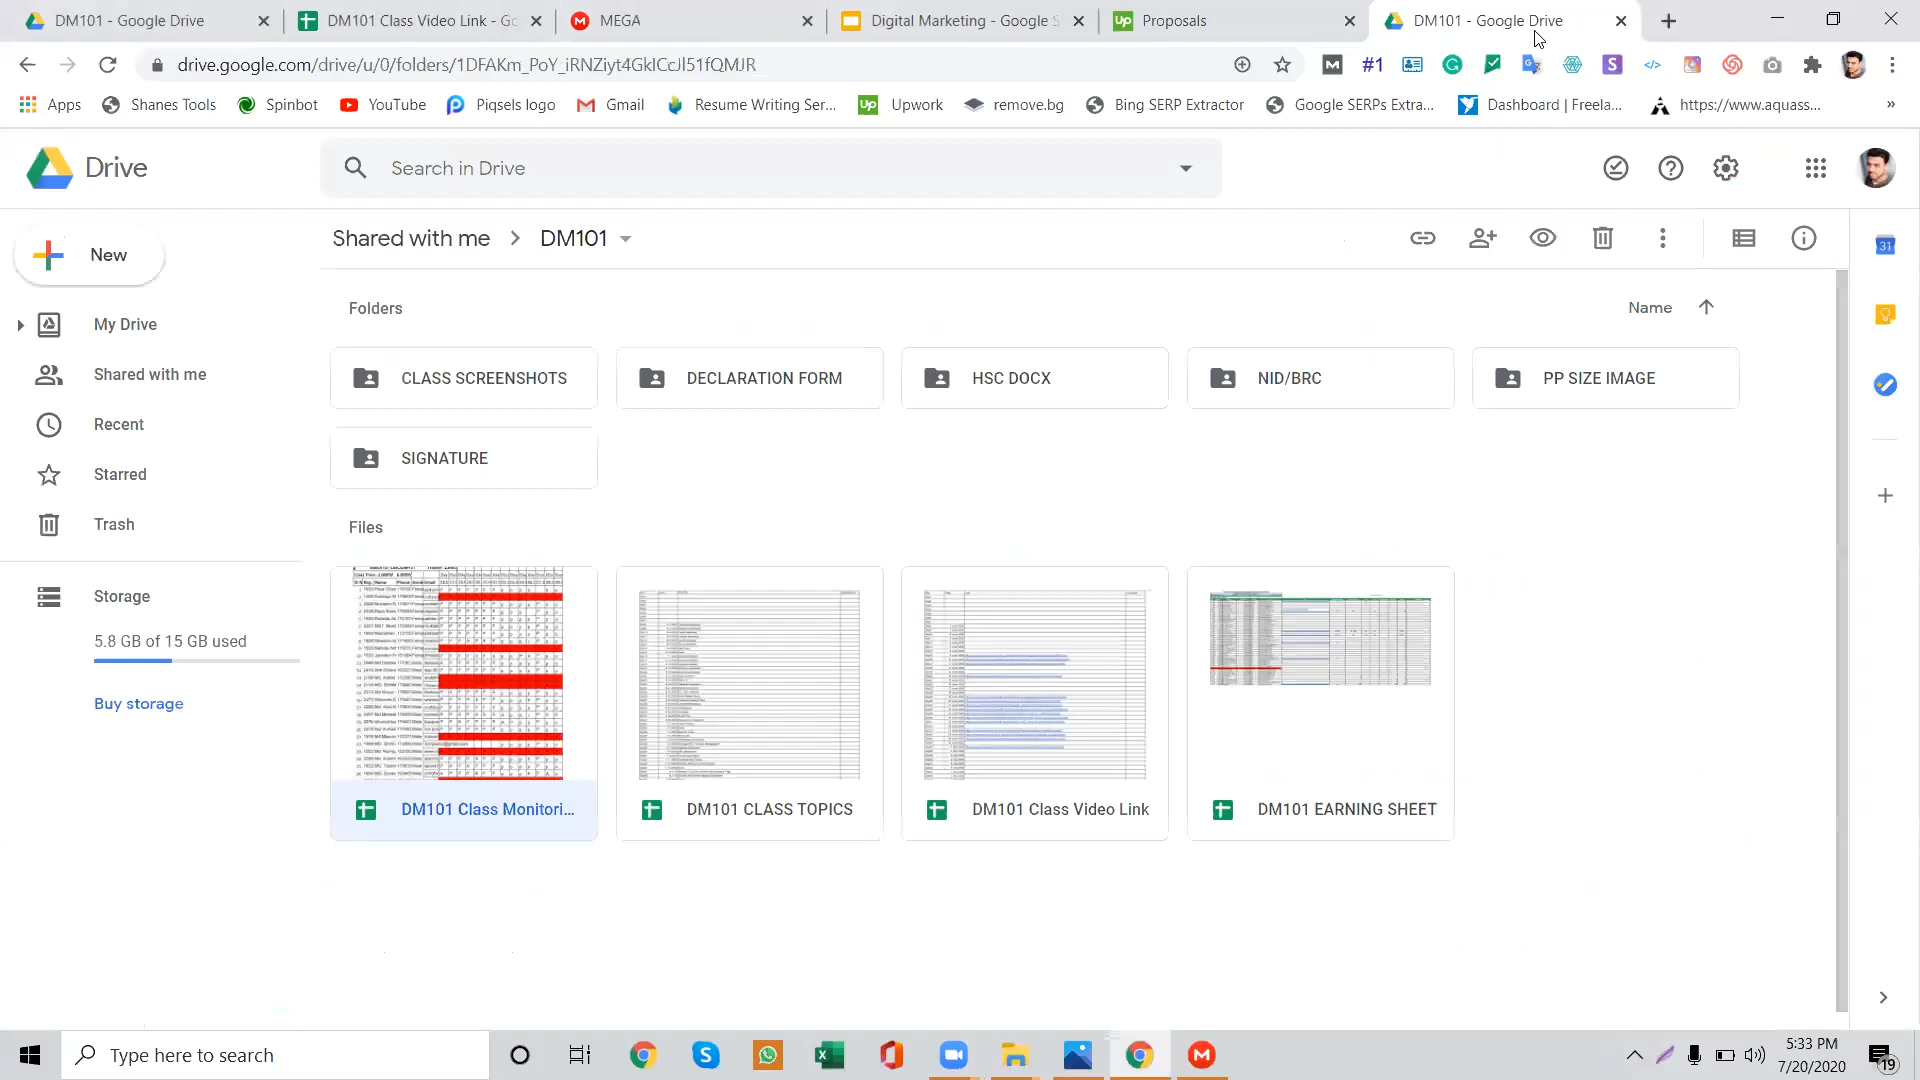 DM101 - Google Drive
DM101 Class Video Link - Go
MEGA
Digital Marketing - Google S
Proposals
DM101 - Google Drive
drive.google.com/drive/u/0/folders/1DFAKm_PoY_iRNZiyt4GkICcJl51fQMJR
#1
Apps
Shanes Tools
Spinbot
YouTube
Piqsels logo
Gmail
Resume Writing Ser...
Upwork
remove.bg
Bing SERP Extractor
Google SERPs Extra...
Dashboard | Freela...
https://www.aquass...
Drive
Search in Drive
New
Shared with me
DM101
My Drive
Shared with me
Recent
Starred
Trash
Storage
5.8 GB of 15 GB used
Buy storage
Folders
Name
CLASS SCREENSHOTS
DECLARATION FORM
HSC DOCX
NID/BRC
PP SIZE IMAGE
SIGNATURE
Files
DM101 Class Monitori...
DM101 CLASS TOPICS
DM101 Class Video Link
DM101 EARNING SHEET
31
Type here to search
5:33 PM
7/20/2020
19